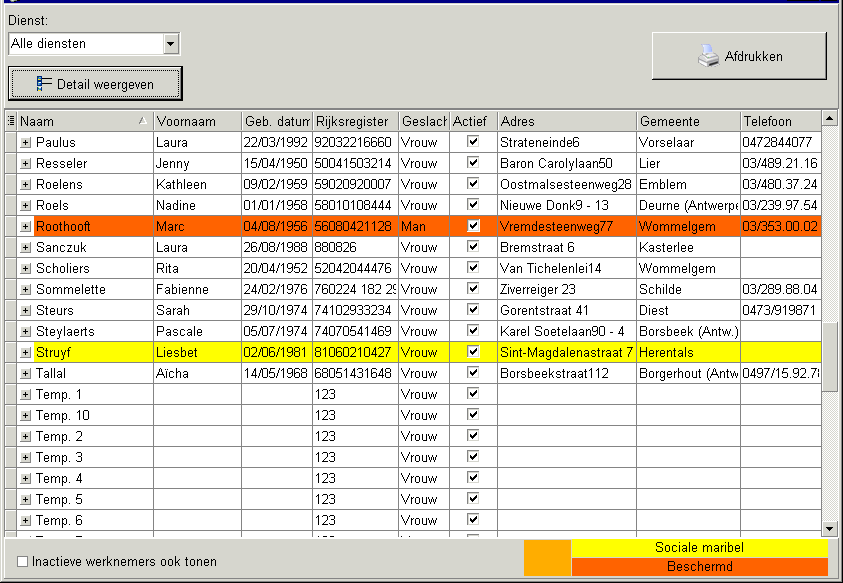 Dienst:
Alle diensten
Afdrukken
Detail weergeven
Naam Voornaam Geb. datum Rijksregister Geslach Actief Adres Gemeente Telefoon
Paulus Laura 22/03/1992 92032216660 Vrouw Strateneinde6 Vorselaar 0472844077
Resseler Jenny 15/04/1950 50041503214 Vrouw Baron Carolylaan50 Lier 03/489.21.16
Roelens Kathleen 09/02/1959 59020920007 Vrouw Oostmalsesteenweg28 Emblem 03/480.37.24
Roels Nadine 01/01/1958 58010108444 Vrouw Nieuwe Donk9 - 13 Deurne (Antwerpe 03/239.97.54
Roothooft Marc 04/08/1956 56080421128 Man Vremdesteenweg77 Wommelgem 03/353.00.02
Sanczuk Laura 26/08/1988 880826 Vrouw Bremstraat 6 Kasterlee
Scholiers Rita 20/04/1952 52042044476 Vrouw Van Tichelenlei14 Wommelgem
Sommelette Fabienne 24/02/1976 760224 182 29 Vrouw Ziverreiger 23 Schilde 03/289.88.04
Steurs Sarah 29/10/1974 74102933234 Vrouw Gorentstraat 41 Diest 0473/919871
Steylaerts Pascale 05/07/1974 74070541469 Vrouw Karel Soetelaan90 - 4 Borsbeek (Antw.)
Struyf Liesbet 02/06/1981 81060210427 Vrouw Sint-Magdalenastraat 7 Herentals
Tallal Aïcha 14/05/1968 68051431648 Vrouw Borsbeekstraat112 Borgerhout (Antw 0497/15.92.78
Temp. 1 123 Vrouw
Temp. 10 123 Vrouw
Temp. 2 123 Vrouw
Temp. 3 123 Vrouw
Temp. 4 123 Vrouw
Temp. 5 123 Vrouw
Temp. 6 123 Vrouw
Inactieve werknemers ook tonen
Sociale maribel
Beschermd